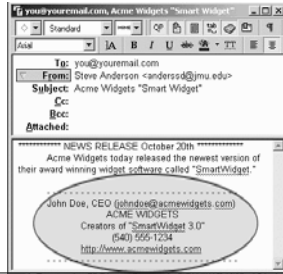 you@youremail.com, Acme Widgets "Smart Widget"
Standard
Arial
A B I U abc TT
To: you@youremail.com
From: Steve Anderson <anderssd@jmu.edu>
Subject: Acme Widgets "Smart Widget"
Cc:
Bcc:
Attached:
************ NEWS RELEASE October 20th ************
Acme Widgets today released the newest version of
their award winning widget software called "SmartWidget."
John Doe, CEO (johndoe@acmewidgets.com)
ACME WIDGETS
Creators of "SmartWidget 3.0"
(540) 555-1234
http://www.acmewidgets.com